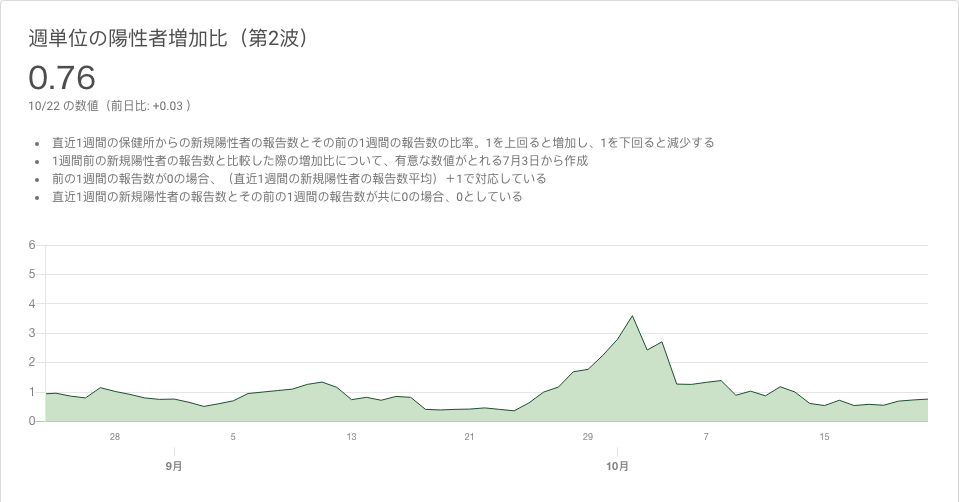 週単位の陽性者増加比（第2波）
0.76
10/22 の数値（前日比: +0.03 ）
• 直近1週間の保健所からの新規陽性者の報告数とその前の1週間の報告数の比率。1を上回ると増加し、1を下回ると減少する
• 1週間前の新規陽性者の報告数と比較した際の増加比について、有意な数値がとれる7月3日から作成
• 前の1週間の報告数が0の場合、（直近1週間の新規陽性者の報告数平均）＋1で対応している
• 直近1週間の新規陽性者の報告数とその前の1週間の報告数が共に0の場合、0としている
6
5
4
3
2
1
0
28 5 13 21 29 7 15
9月 10月